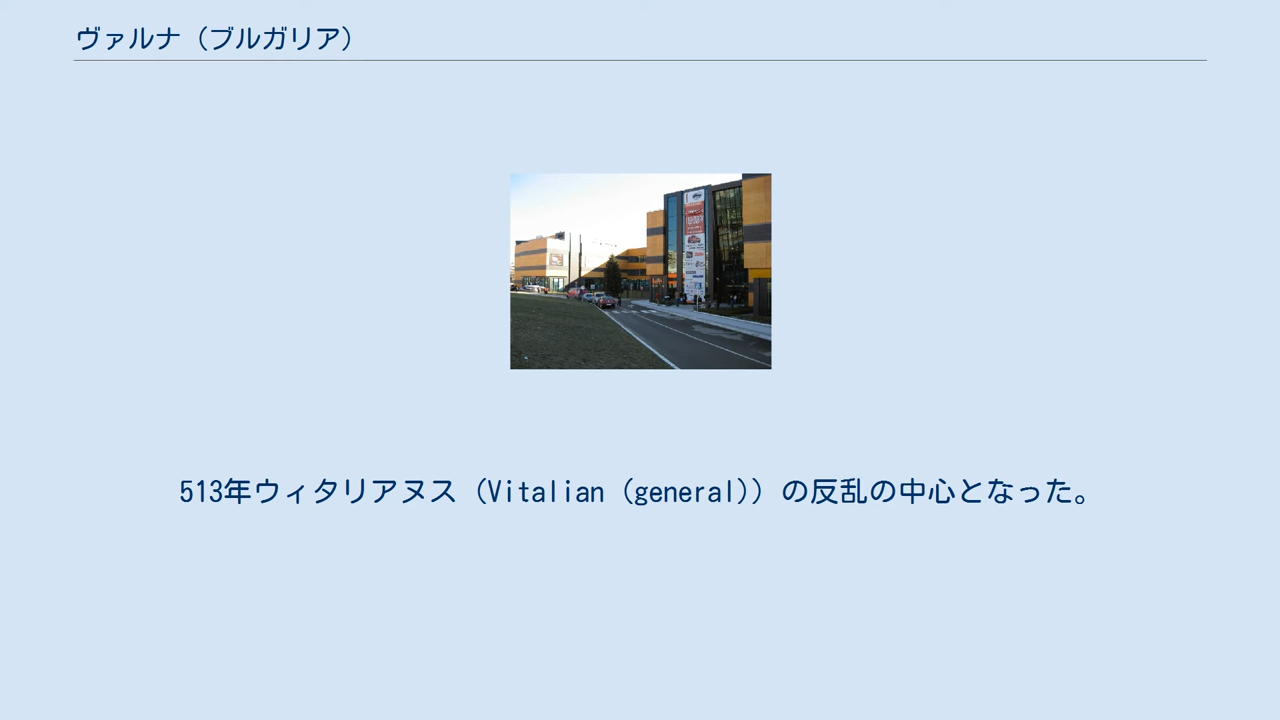 ヴァルナ（ブルガリア）
513年ウィタリアヌス（Vitalian（general））の反乱の中心となった。